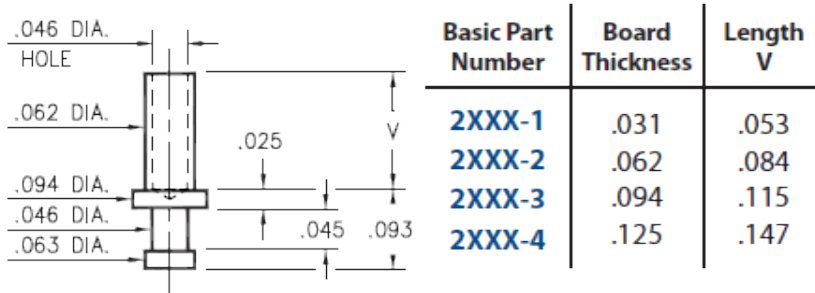 .046 DIA.
HOLE
.062 DIA.
.094 DIA.
.046 DIA.
.063 DIA.
.025
V
.045
.093
Basic Part Number Board Thickness Length V
2XXX-1 .031 .053
2XXX-2 .062 .084
2XXX-3 .094 .115
2XXX-4 .125 .147